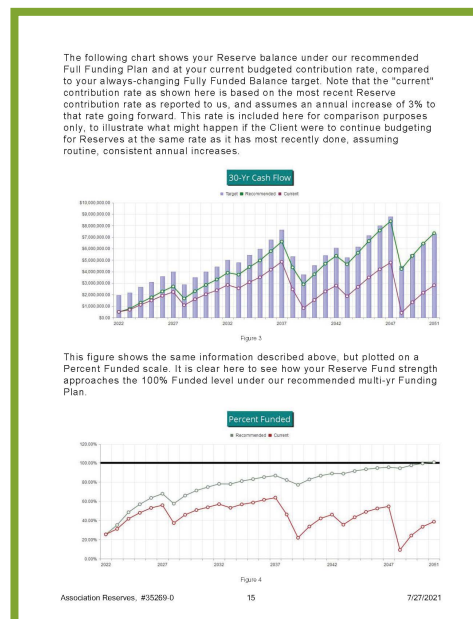 The following chart shows your Reserve balance under our recommended
Full Funding Plan and at your current budgeted contribution rate, compared
to your always-changing Fully Funded Balance target. Note that the "current"
contribution rate as shown here is based on the most recent Reserve
contribution rate as reported to us, and assumes an annual increase of 3% to
that rate going forward. This rate is included here for comparison purposes
only, to illustrate what might happen if the Client were to continue budgeting
for Reserves at the same rate as it has most recently done, assuming
routine, consistent annual increases.
30-Yr Cash Flow
Target Recommended Current
$10,000,000.00
$9,000,000.00
$8,000,000.00
$7,000,000.00
$6,000,000.00
$5,000,000.00
$4,000,000.00
$3,000,000.00
$2,000,000.00
$1,000,000.00
$0.00
2022 2027 2032 2037 2042 2047 2051
Figure 3
This figure shows the same information described above, but plotted on a
Percent Funded scale. It is clear here to see how your Reserve Fund strength
approaches the 100% Funded level under our recommended multi-yr Funding
Plan.
Percent Funded
Recommended Current
120.00%
100.00%
80.00%
60.00%
40.00%
20.00%
0.00%
2022 2027 2032 2037 2042 2047 2051
Figure 4
Association Reserves, #35269-0 15 7/27/2021